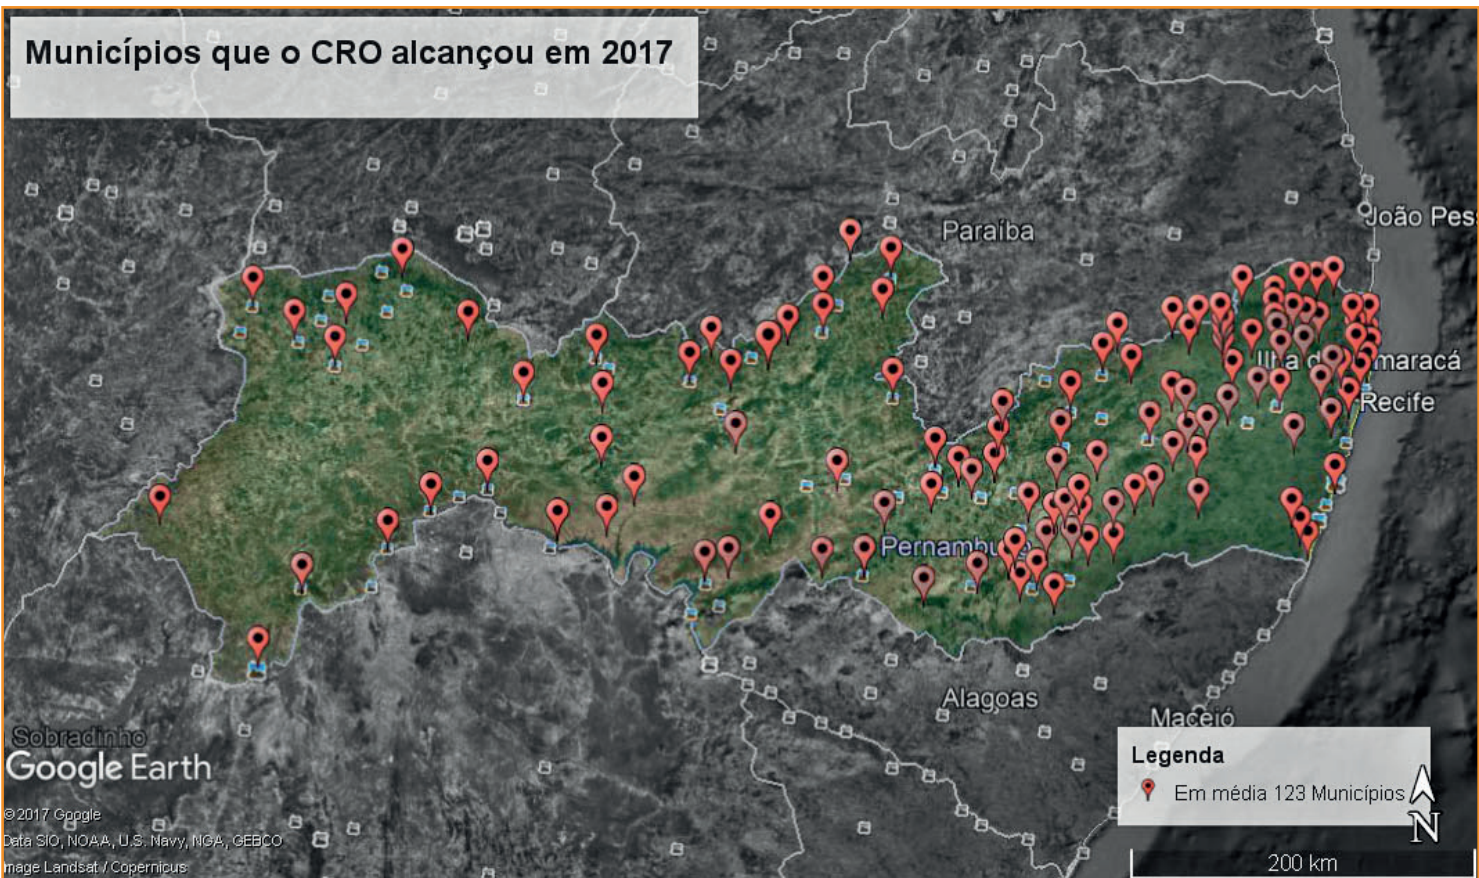 Municípios que o CRO alcançou em 2017
João Pes
Paraíba
Ilha d maracá
Recife
Pernambu
Alagoas
Maceió
Sobradinho
Google Earth
Legenda
Em média 123 Municípios
N
© 2017 Google
Data SIO, NOAA, U.S. Navy, NGA, GEBCO
mage Landsat / Copernicus
200 km